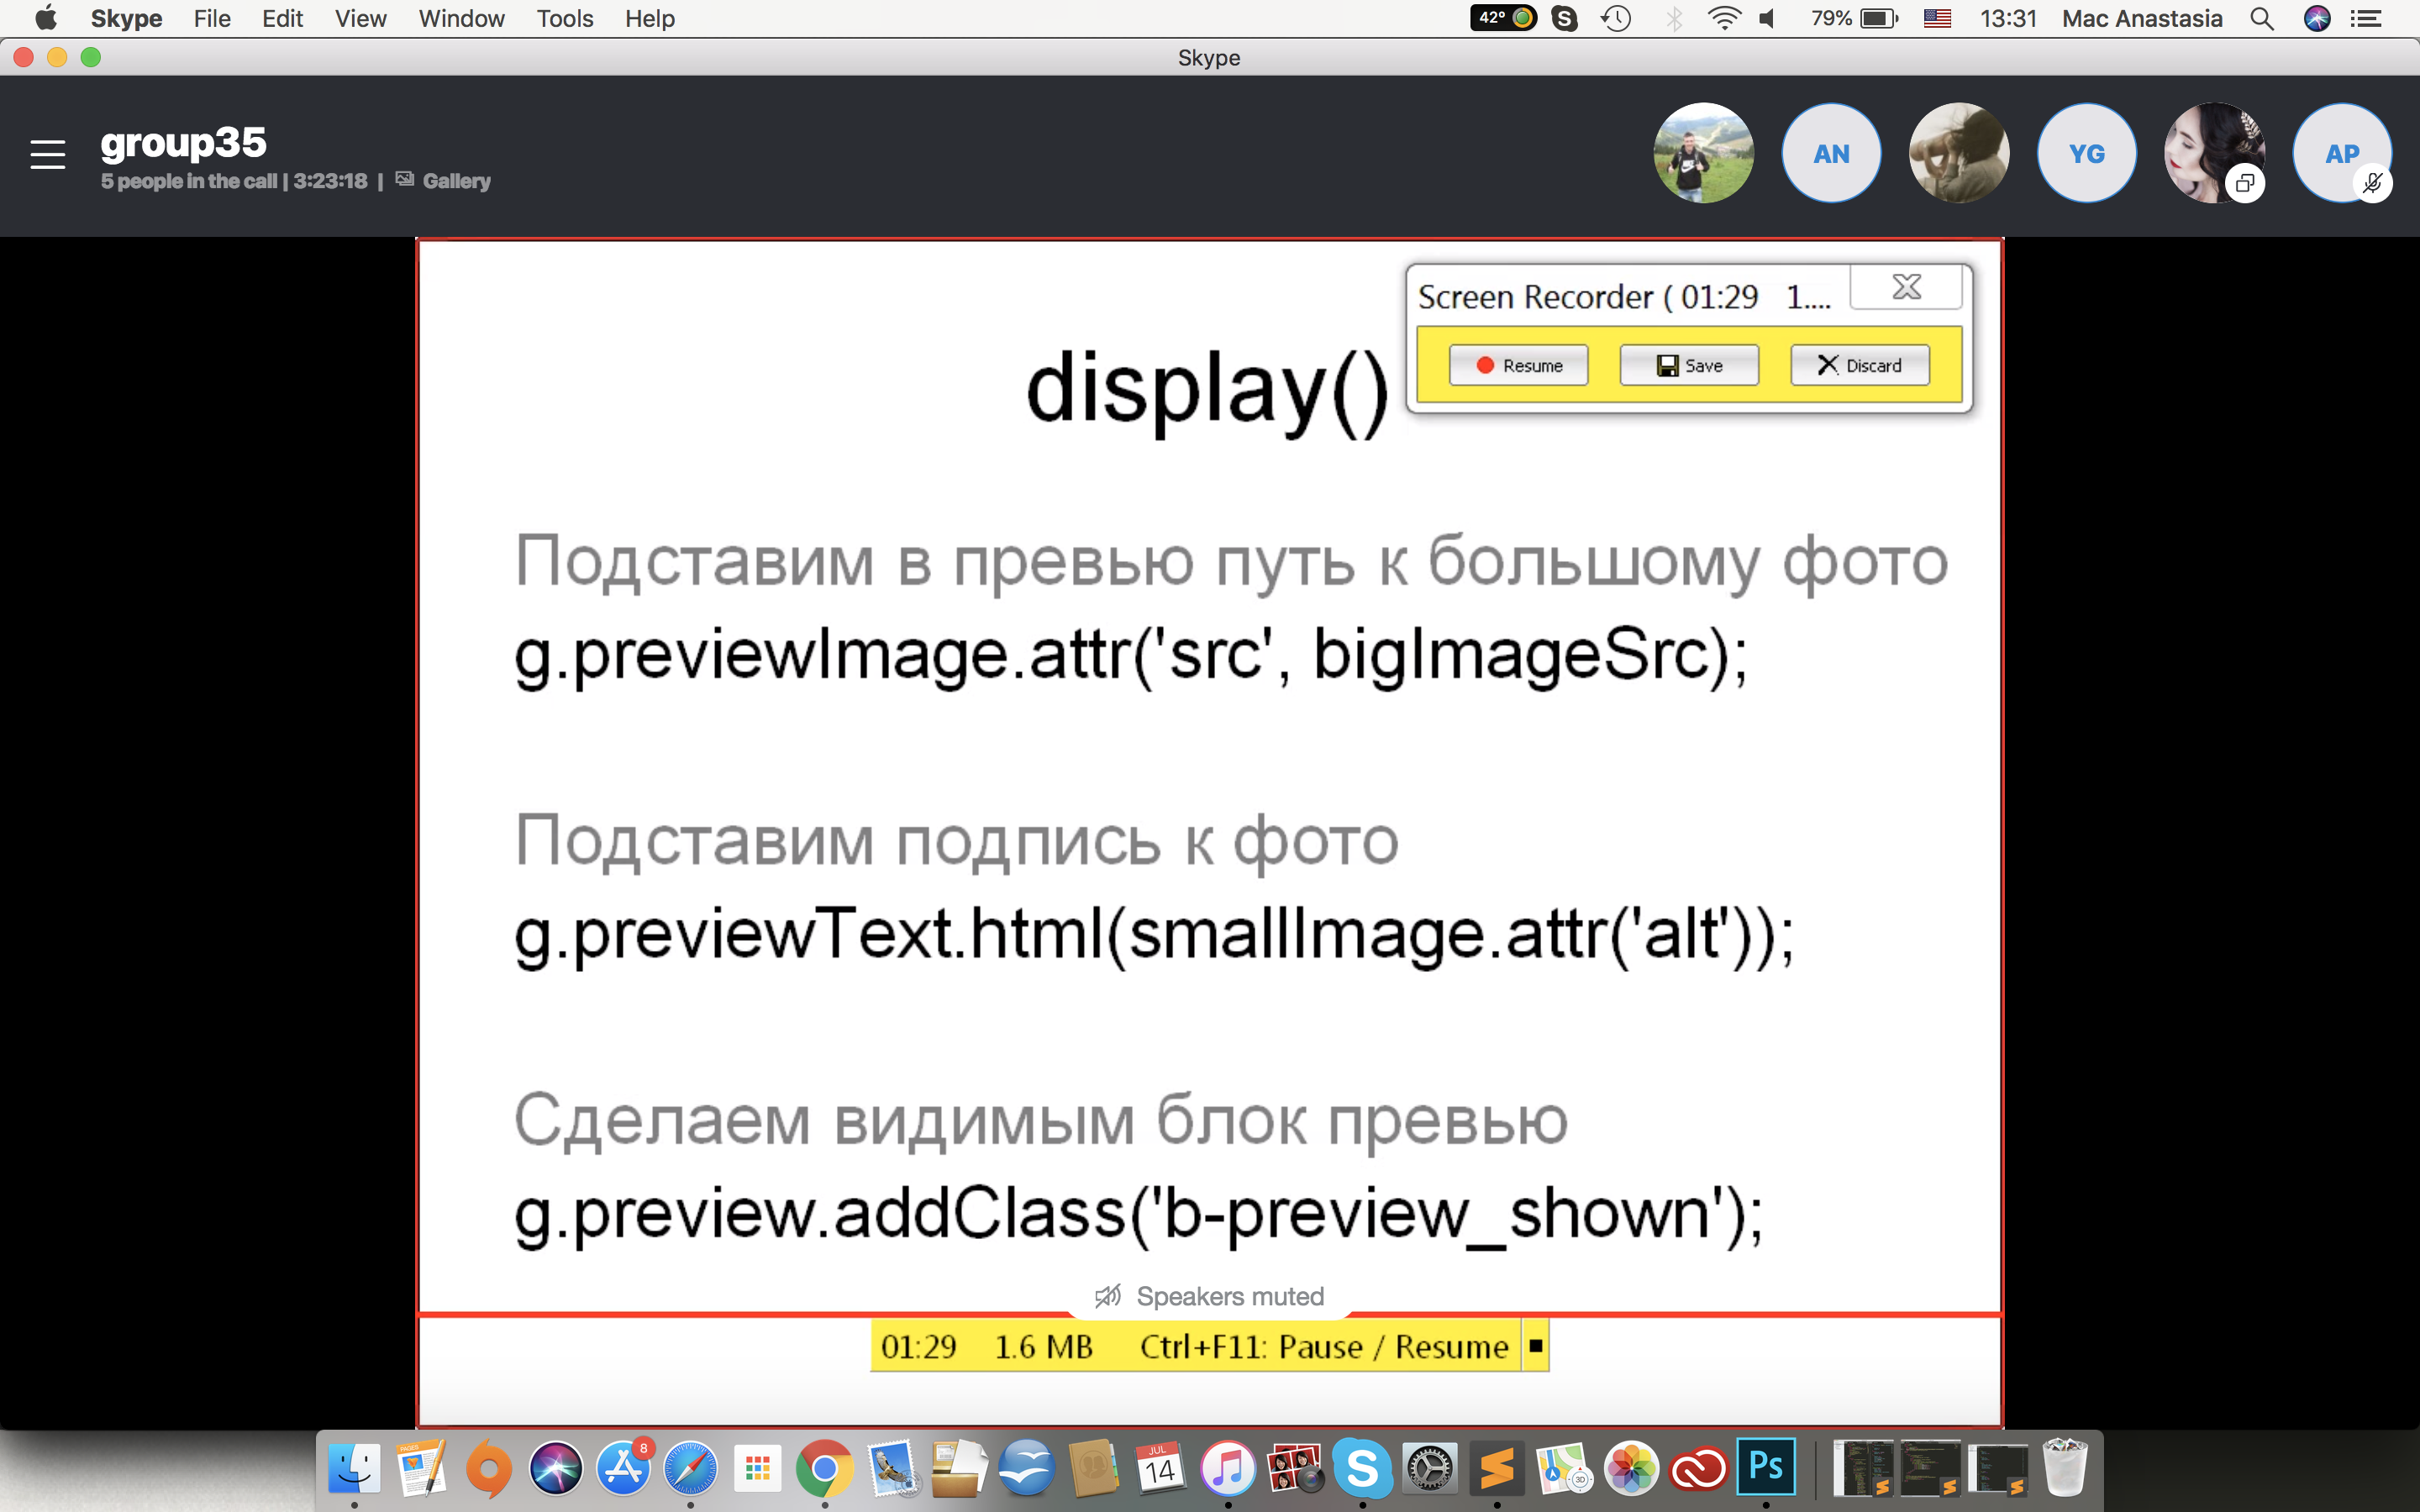 Skype File Edit View Window Tools Help 42° 79% 13:31 Mac Anastasia
Skype
group35
5 people in the call | 3:23:18 | Gallery
AN YG AP
Screen Recorder ( 01:29 1....
Resume Save Discard
display()
Подставим в превью путь к большому фото
g.previewImage.attr('src', bigImageSrc);
Подставим подпись к фото
g.previewText.html(smallImage.attr('alt'));
Сделаем видимым блок превью
g.preview.addClass('b-preview_shown');
Speakers muted
01:29 1.6 MB Ctrl+F11: Pause / Resume
PAGES 8 JUL 14 3D Ps